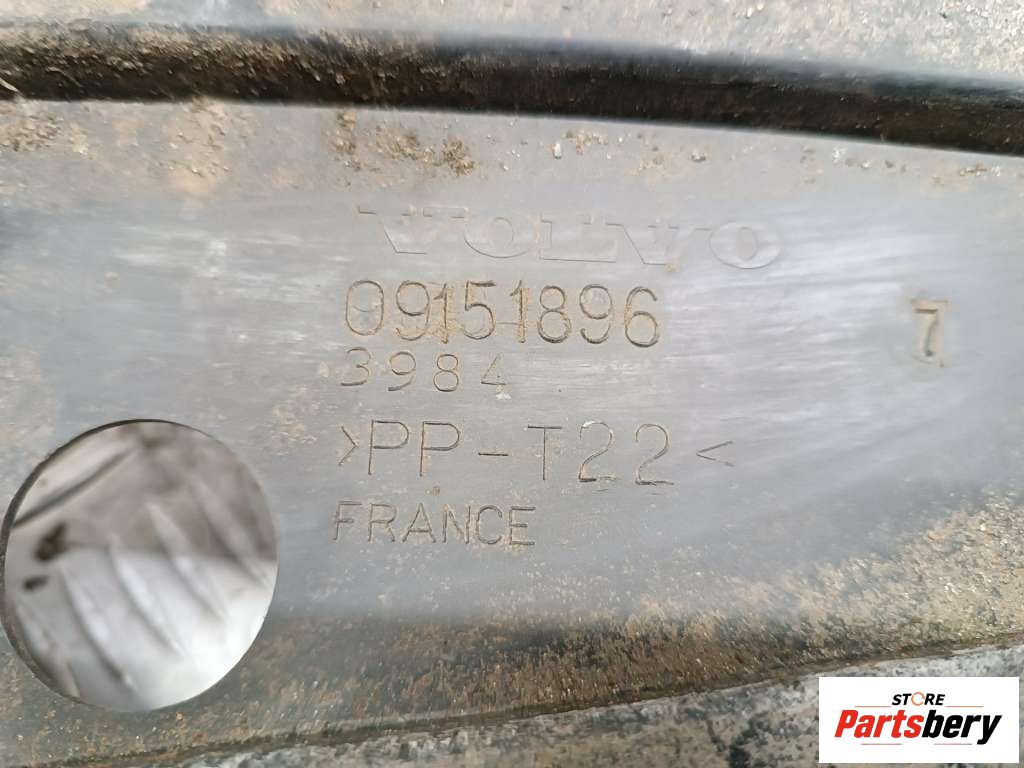 VOLVO
09151896 7
3984
>PP-T22<
FRANCE
STORE
Partsbery